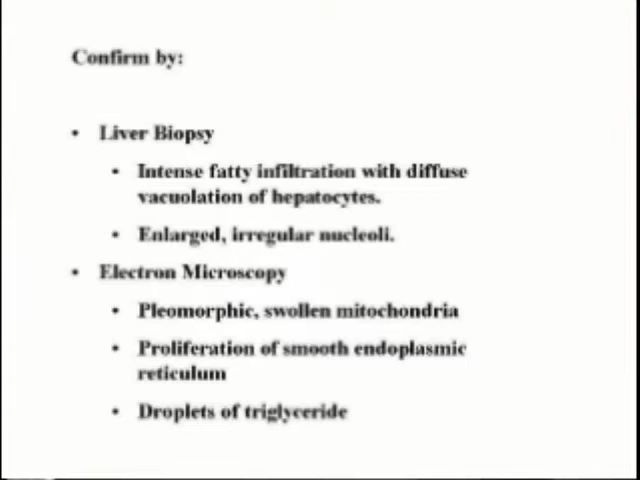 Confirm by:
• Liver Biopsy
• Intense fatty infiltration with diffuse
vacuolation of hepatocytes.
• Enlarged, irregular nucleoli.
• Electron Microscopy
• Pleomorphic, swollen mitochondria
• Proliferation of smooth endoplasmic
reticulum
• Droplets of triglyceride